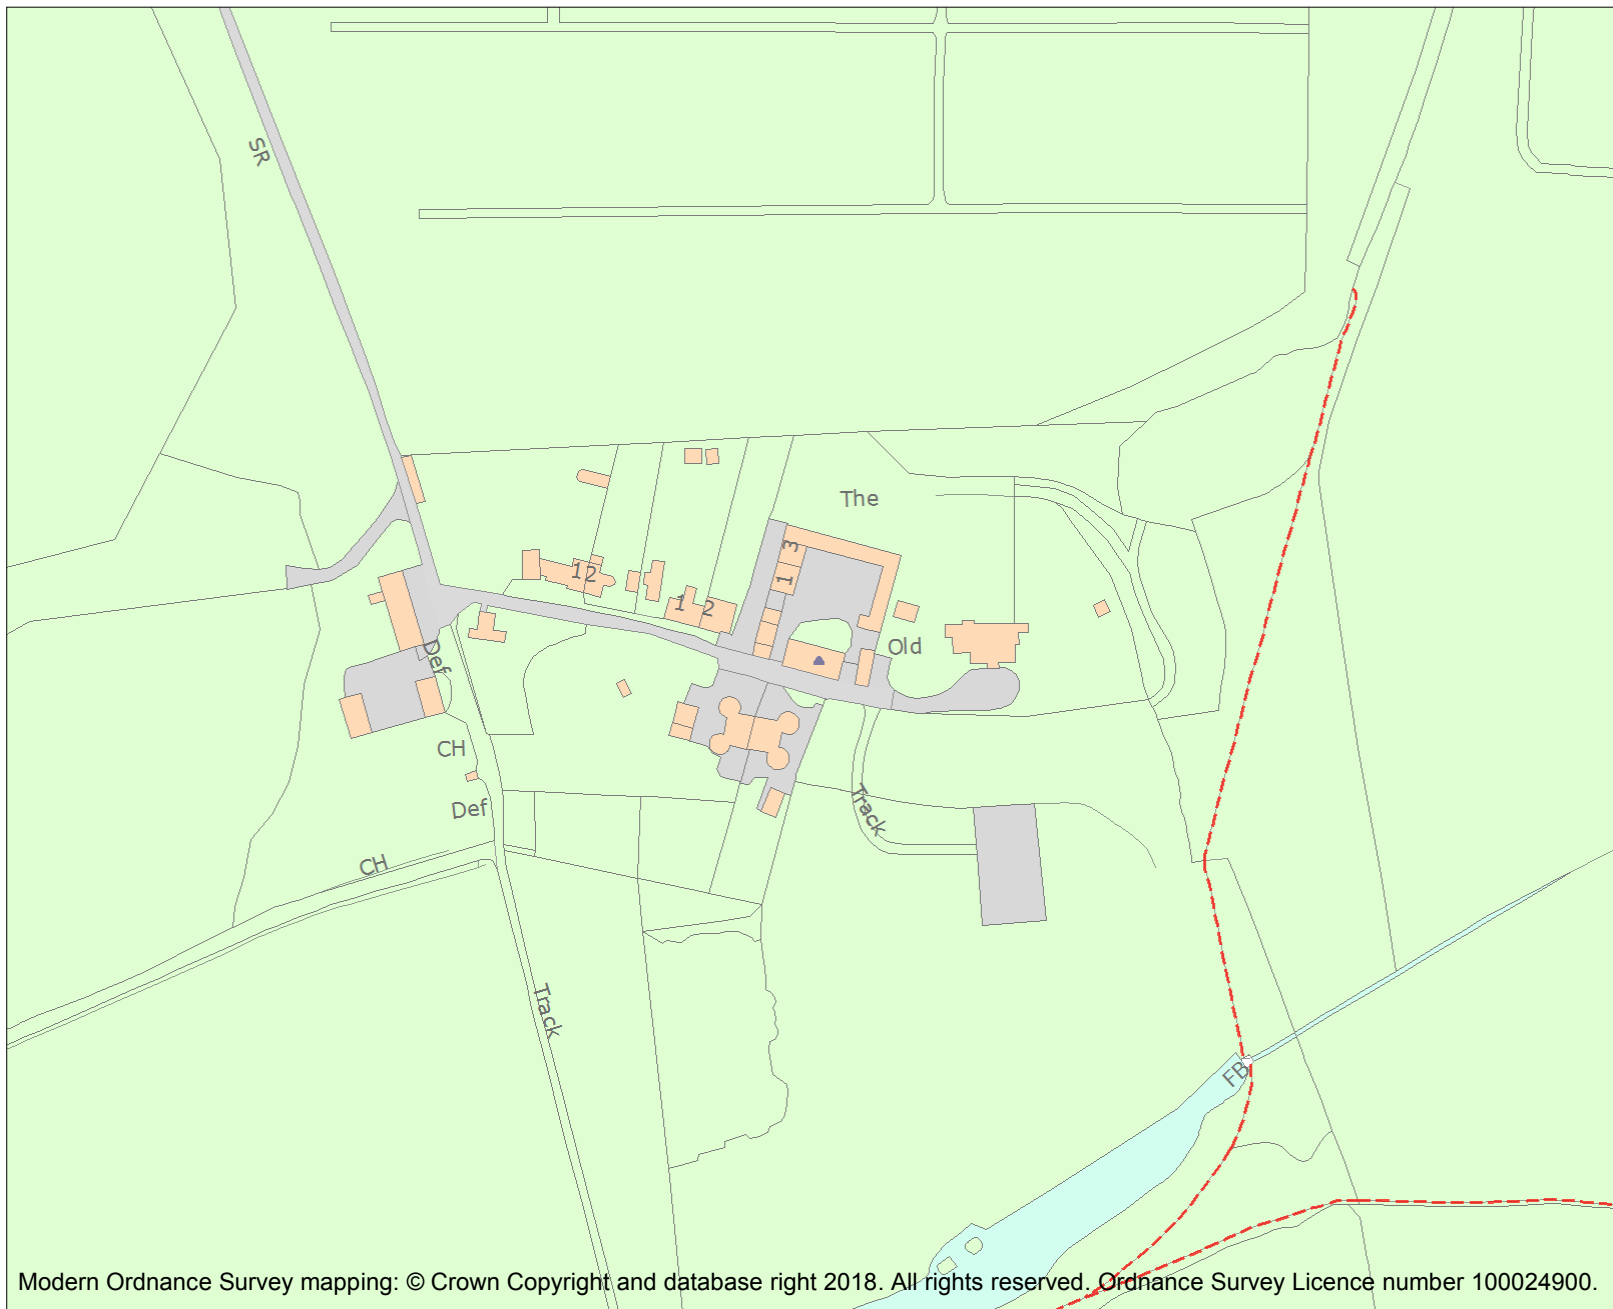 SR
The
3
1
12
1 2
Old
Def
CH
Def
CH
Track
Track
FB
Modern Ordnance Survey mapping: © Crown Copyright and database right 2018. All rights reserved. Ordnance Survey Licence number 100024900.